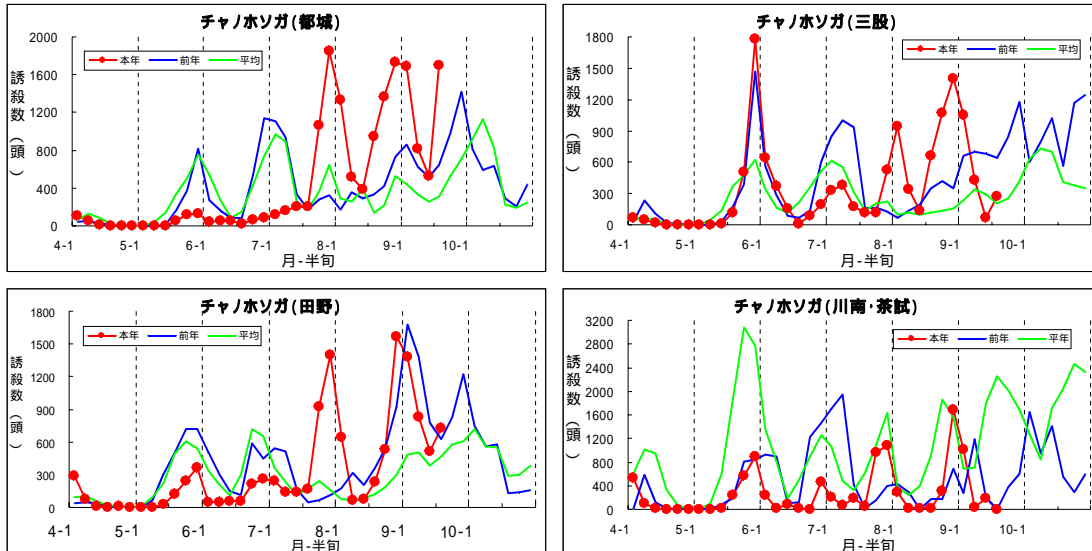 チャノホソガ(都城)
誘殺数(頭)
2000
1600
1200
800
400
0
本年 前年 平均
4-1 5-1 6-1 7-1 8-1 9-1 10-1
月-半旬
チャノホソガ(三股)
誘殺数(頭)
1800
1500
1200
900
600
300
0
本年 前年 平均
4-1 5-1 6-1 7-1 8-1 9-1 10-1
月-半旬
チャノホソガ(田野)
誘殺数(頭)
1800
1500
1200
900
600
300
0
本年 前年 平均
4-1 5-1 6-1 7-1 8-1 9-1 10-1
月-半旬
チャノホソガ(川南・茶試)
誘殺数(頭)
3200
2800
2400
2000
1600
1200
800
400
0
本年 前年 平年
4-1 5-1 6-1 7-1 8-1 9-1 10-1
月-半旬